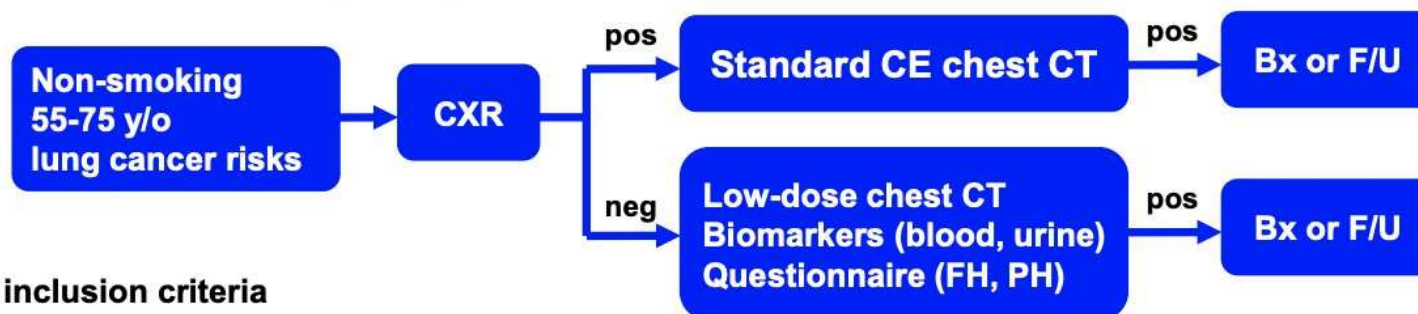 Non-smoking
55-75 y/o
lung cancer risks
CXR
pos
Standard CE chest CT
pos
Bx or F/U
neg
Low-dose chest CT
Biomarkers (blood, urine)
Questionnaire (FH, PH)
pos
Bx or F/U
inclusion criteria